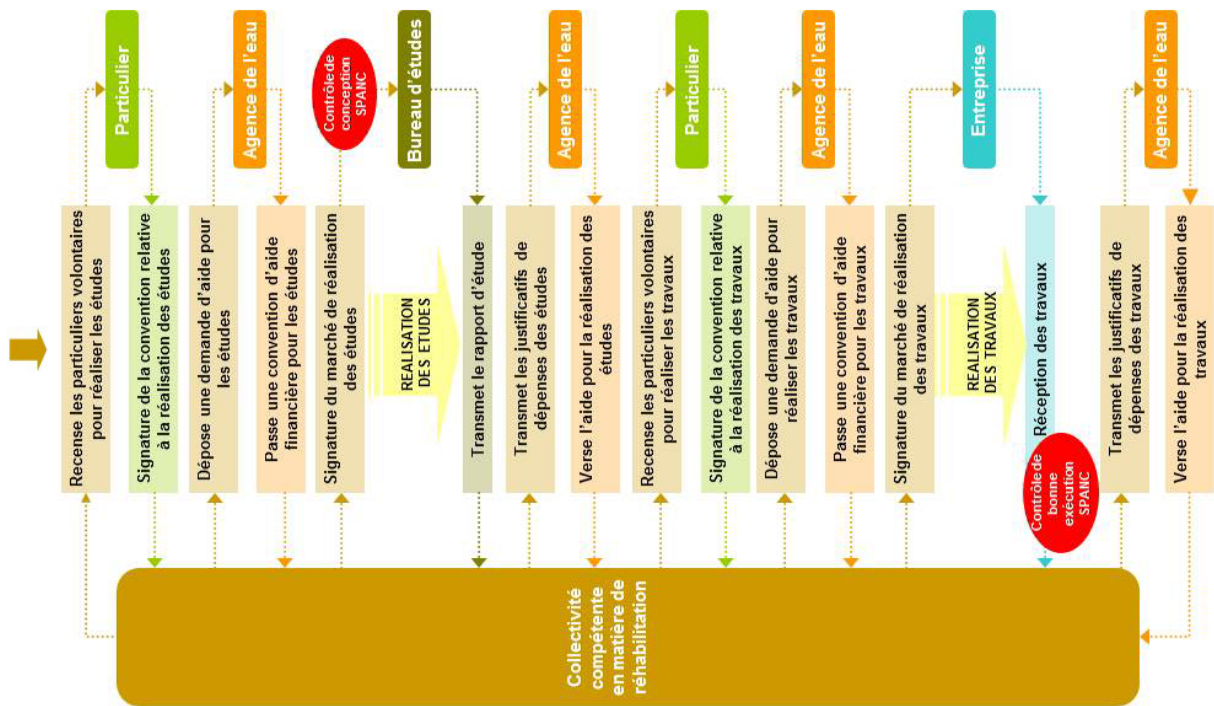 Collectivité
compétente
en matière de
réhabilitation
Recense les particuliers volontaires
pour réaliser les études
Particulier
Signature de la convention relative
à la réalisation des études
Dépose une demande d'aide pour
les études
Agence de l'eau
Passe une convention d'aide
financière pour les études
Signature du marché de réalisation
des études
Contrôle de
conception
SPANC
Bureau d'études
REALISATION
DES ETUDES
Transmet le rapport d'étude
Transmet les justificatifs de
dépenses des études
Agence de l'eau
Verse l'aide pour la réalisation des
études
Recense les particuliers volontaires
pour réaliser les travaux
Particulier
Signature de la convention relative
à la réalisation des travaux
Dépose une demande d'aide pour
réaliser les travaux
Agence de l'eau
Passe une convention d'aide
financière pour les travaux
Signature du marché de réalisation
des travaux
Entreprise
REALISATION
DES TRAVAUX
Réception des travaux
Contrôle de
bonne
exécution
SPANC
Transmet les justificatifs de
dépenses des travaux
Agence de l'eau
Verse l'aide pour la réalisation des
travaux